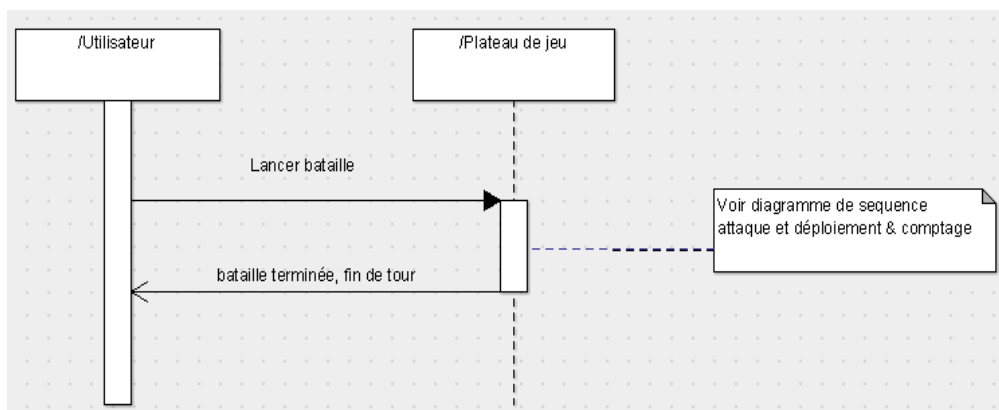 /Utilisateur
/Plateau de jeu
Lancer bataille
Voir diagramme de sequence
attaque et déploiement & comptage
bataille terminée, fin de tour